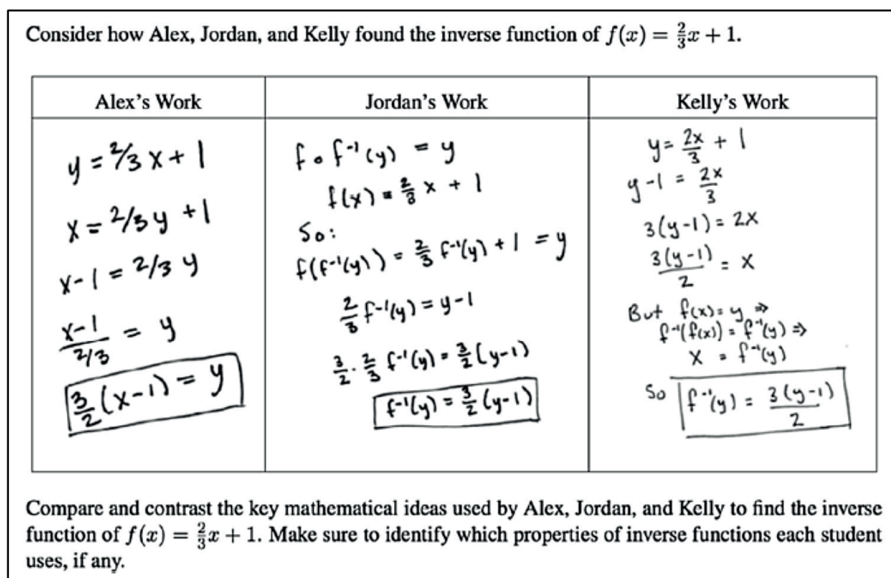 Consider how Alex, Jordan, and Kelly found the inverse function of f(x) = 2/3 x + 1.
Alex's Work
y = 2/3 x + 1
x = 2/3 y + 1
x - 1 = 2/3 y
(x-1)/(2/3) = y
3/2 (x-1) = y
Jordan's Work
f ∘ f⁻¹(y) = y
f(x) = 2/3 x + 1
So:
f(f⁻¹(y)) = 2/3 f⁻¹(y) + 1 = y
2/3 f⁻¹(y) = y - 1
3/2 · 2/3 f⁻¹(y) = 3/2 (y-1)
f⁻¹(y) = 3/2 (y-1)
Kelly's Work
y = 2x/3 + 1
y - 1 = 2x/3
3(y-1) = 2x
3(y-1)/2 = x
But f(x) = y ⇒
f⁻¹(f(x)) = f⁻¹(y) ⇒
x = f⁻¹(y)
So f⁻¹(y) = 3(y-1)/2
Compare and contrast the key mathematical ideas used by Alex, Jordan, and Kelly to find the inverse
function of f(x) = 2/3 x + 1. Make sure to identify which properties of inverse functions each student
uses, if any.